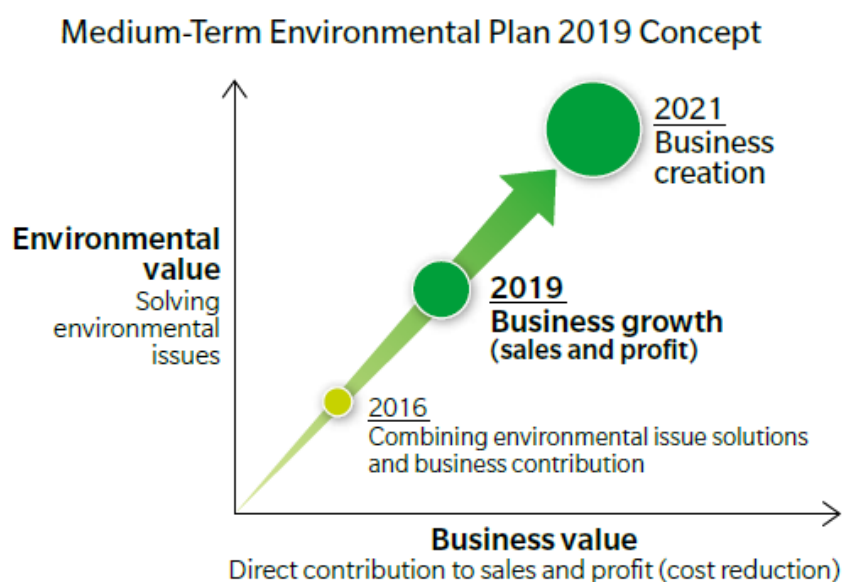 Medium-Term Environmental Plan 2019 Concept
2021
Business
creation
Environmental
value
Solving
environmental
issues
2019
Business growth
(sales and profit)
2016
Combining environmental issue solutions
and business contribution
Business value
Direct contribution to sales and profit (cost reduction)